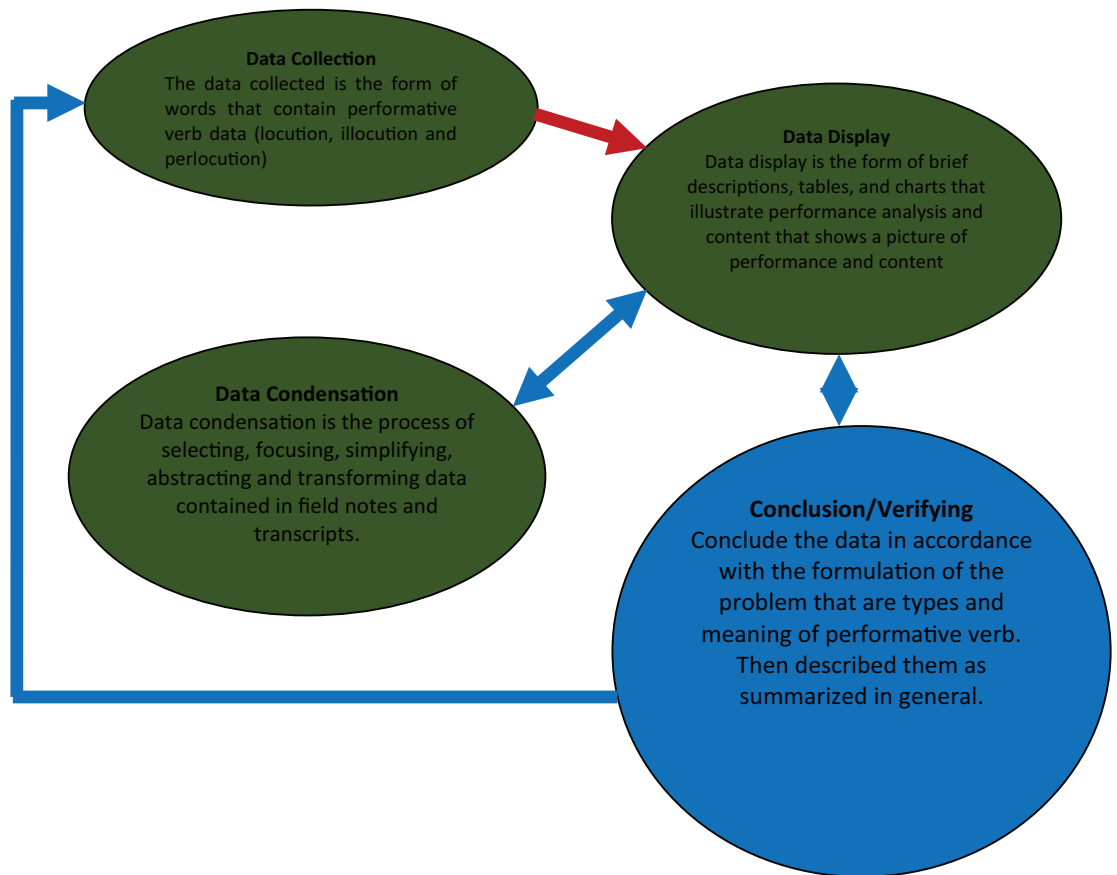 Data Collection
The data collected is the form of
words that contain performative
verb data (locution, illocution and
perlocution)
Data Display
Data display is the form of brief
descriptions, tables, and charts that
illustrate performance analysis and
content that shows a picture of
performance and content
Data Condensation
Data condensation is the process of
selecting, focusing, simplifying,
abstracting and transforming data
contained in field notes and
transcripts.
Conclusion/Verifying
Conclude the data in accordance
with the formulation of the
problem that are types and
meaning of performative verb.
Then described them as
summarized in general.